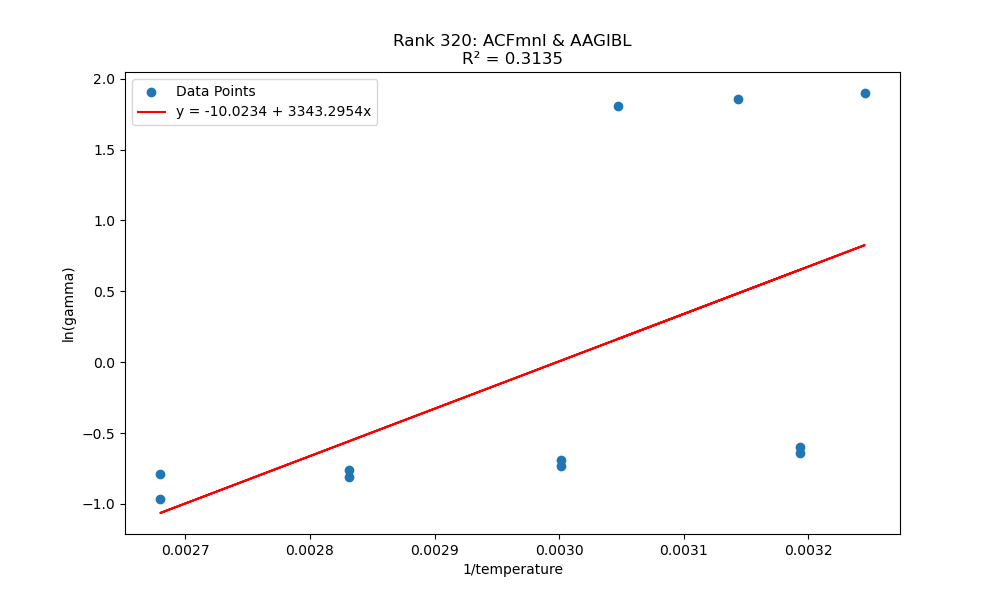 Rank 320: ACFmnI & AAGIBL
R² = 0.3135
Data Points
y = -10.0234 + 3343.2954x
ln(gamma)
2.0
1.5
1.0
0.5
0.0
−0.5
−1.0
0.0027
0.0028
0.0029
0.0030
0.0031
0.0032
1/temperature